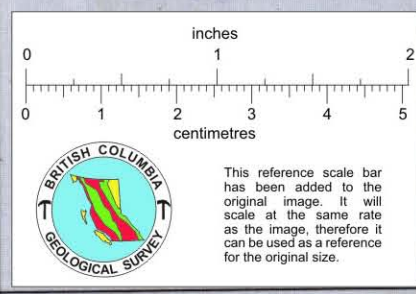 inches
0 1 2
0 1 2 3 4 5
centimetres
BRITISH COLUMBIA
GEOLOGICAL SURVEY
This reference scale bar
has been added to the
original image. It will
scale at the same rate
as the image, therefore it
can be used as a reference
for the original size.